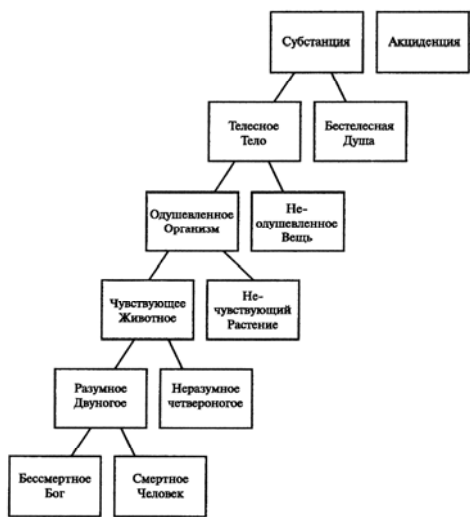 Субстанция
Акциденция
Телесное
Тело
Бестелесная
Душа
Одушевленное
Организм
Не-
одушевленное
Вещь
Чувствующее
Животное
Не-
чувствующий
Растение
Разумное
Двуногое
Неразумное
четвероногое
Бессмертное
Бог
Смертное
Человек